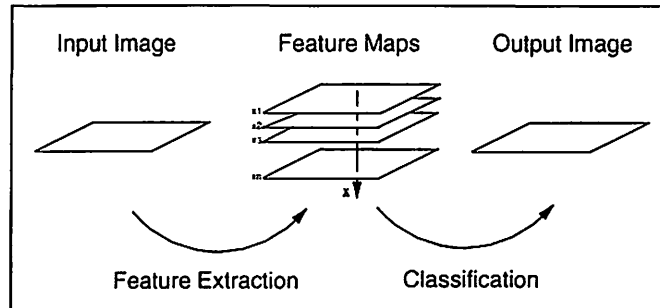 Input Image
Feature Maps
Output Image
x1
x2
x3
xn
X
Feature Extraction
Classification